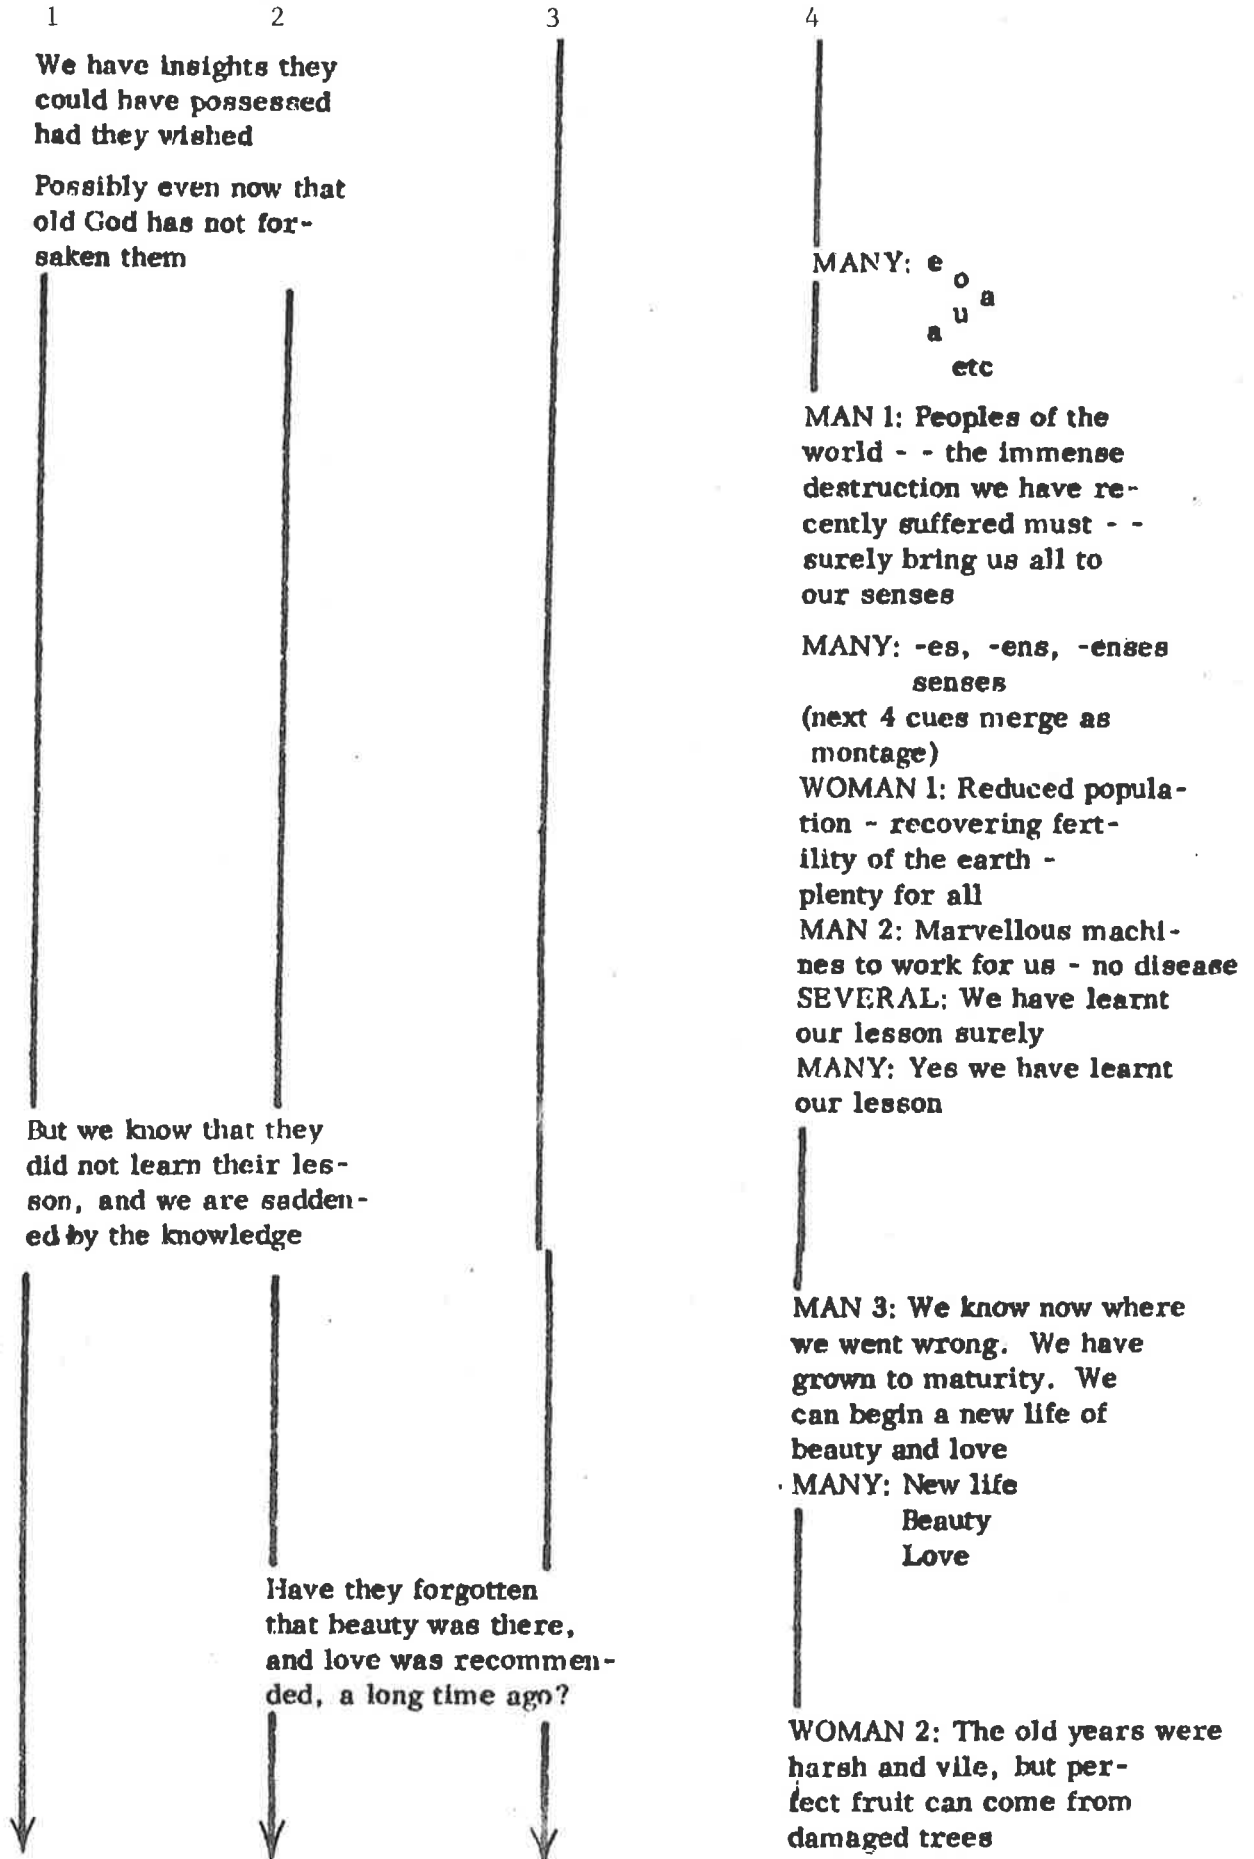 1 2 3 4
We have insights they
could have possessed
had they wished
Possibly even now that
old God has not for-
saken them
MANY: e
o
a
u
a
etc
MAN 1: Peoples of the
world - - the immense
destruction we have re-
cently suffered must - -
surely bring us all to
our senses
MANY: -es, -ens, -enses
senses
(next 4 cues merge as
montage)
WOMAN 1: Reduced popula-
tion - recovering fert-
ility of the earth -
plenty for all
MAN 2: Marvellous machi-
nes to work for us - no disease
SEVERAL: We have learnt
our lesson surely
MANY: Yes we have learnt
our lesson
But we know that they
did not learn their les-
son, and we are sadden-
ed by the knowledge
MAN 3: We know now where
we went wrong. We have
grown to maturity. We
can begin a new life of
beauty and love
MANY: New life
Beauty
Love
Have they forgotten
that beauty was there,
and love was recommen-
ded, a long time ago?
WOMAN 2: The old years were
harsh and vile, but per-
fect fruit can come from
damaged trees